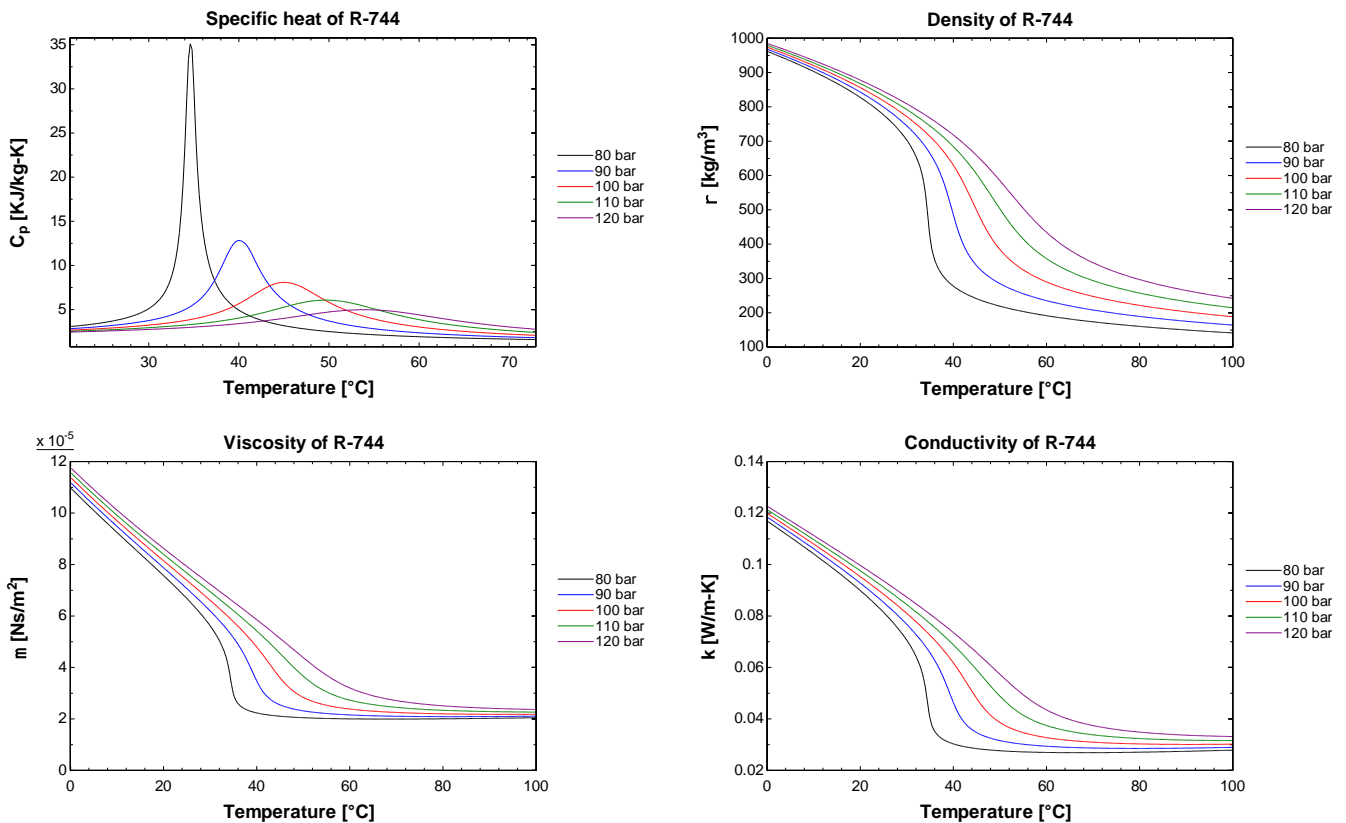 Specific heat of R-744
35
30
25
20
15
10
5
30 40 50 60 70
Cp [KJ/kg-K]
Temperature [°C]
80 bar
90 bar
100 bar
110 bar
120 bar
Density of R-744
1000
900
800
700
600
500
400
300
200
100
0 20 40 60 80 100
r [kg/m³]
Temperature [°C]
80 bar
90 bar
100 bar
110 bar
120 bar
Viscosity of R-744
x 10⁻⁵
12
10
8
6
4
2
0
0 20 40 60 80 100
m [Ns/m²]
Temperature [°C]
80 bar
90 bar
100 bar
110 bar
120 bar
Conductivity of R-744
0.14
0.12
0.1
0.08
0.06
0.04
0.02
0 20 40 60 80 100
k [W/m-K]
Temperature [°C]
80 bar
90 bar
100 bar
110 bar
120 bar